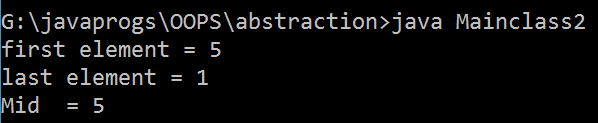 G:\javaprogs\OOPS\abstraction>java Mainclass2
first element = 5
last element = 1
Mid  = 5